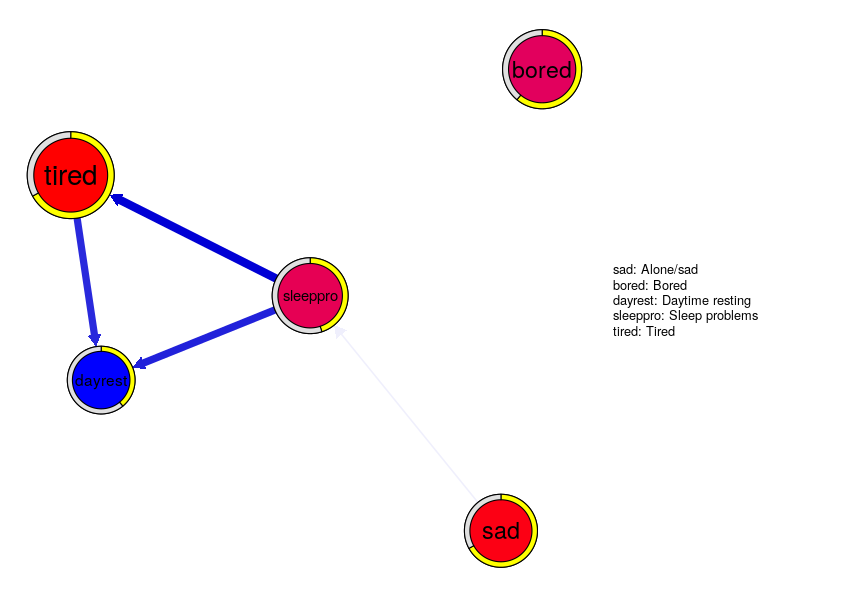 bored
tired
sleeppro
dayrest
sad
sad: Alone/sad
bored: Bored
dayrest: Daytime resting
sleeppro: Sleep problems
tired: Tired